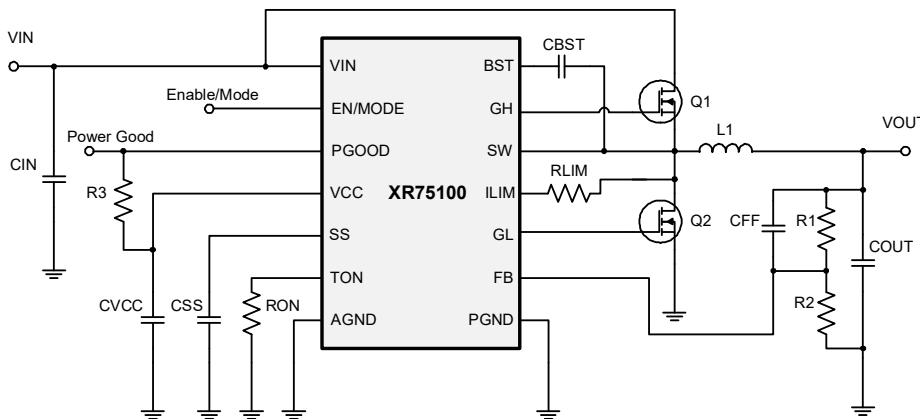 VIN
CBST
VIN
BST
Enable/Mode
EN/MODE
GH
Q1
L1
VOUT
Power Good
PGOOD
SW
CIN
RLIM
R3
VCC
XR75100
ILIM
Q2
CFF
R1
SS
GL
COUT
TON
FB
CVCC
CSS
RON
R2
AGND
PGND